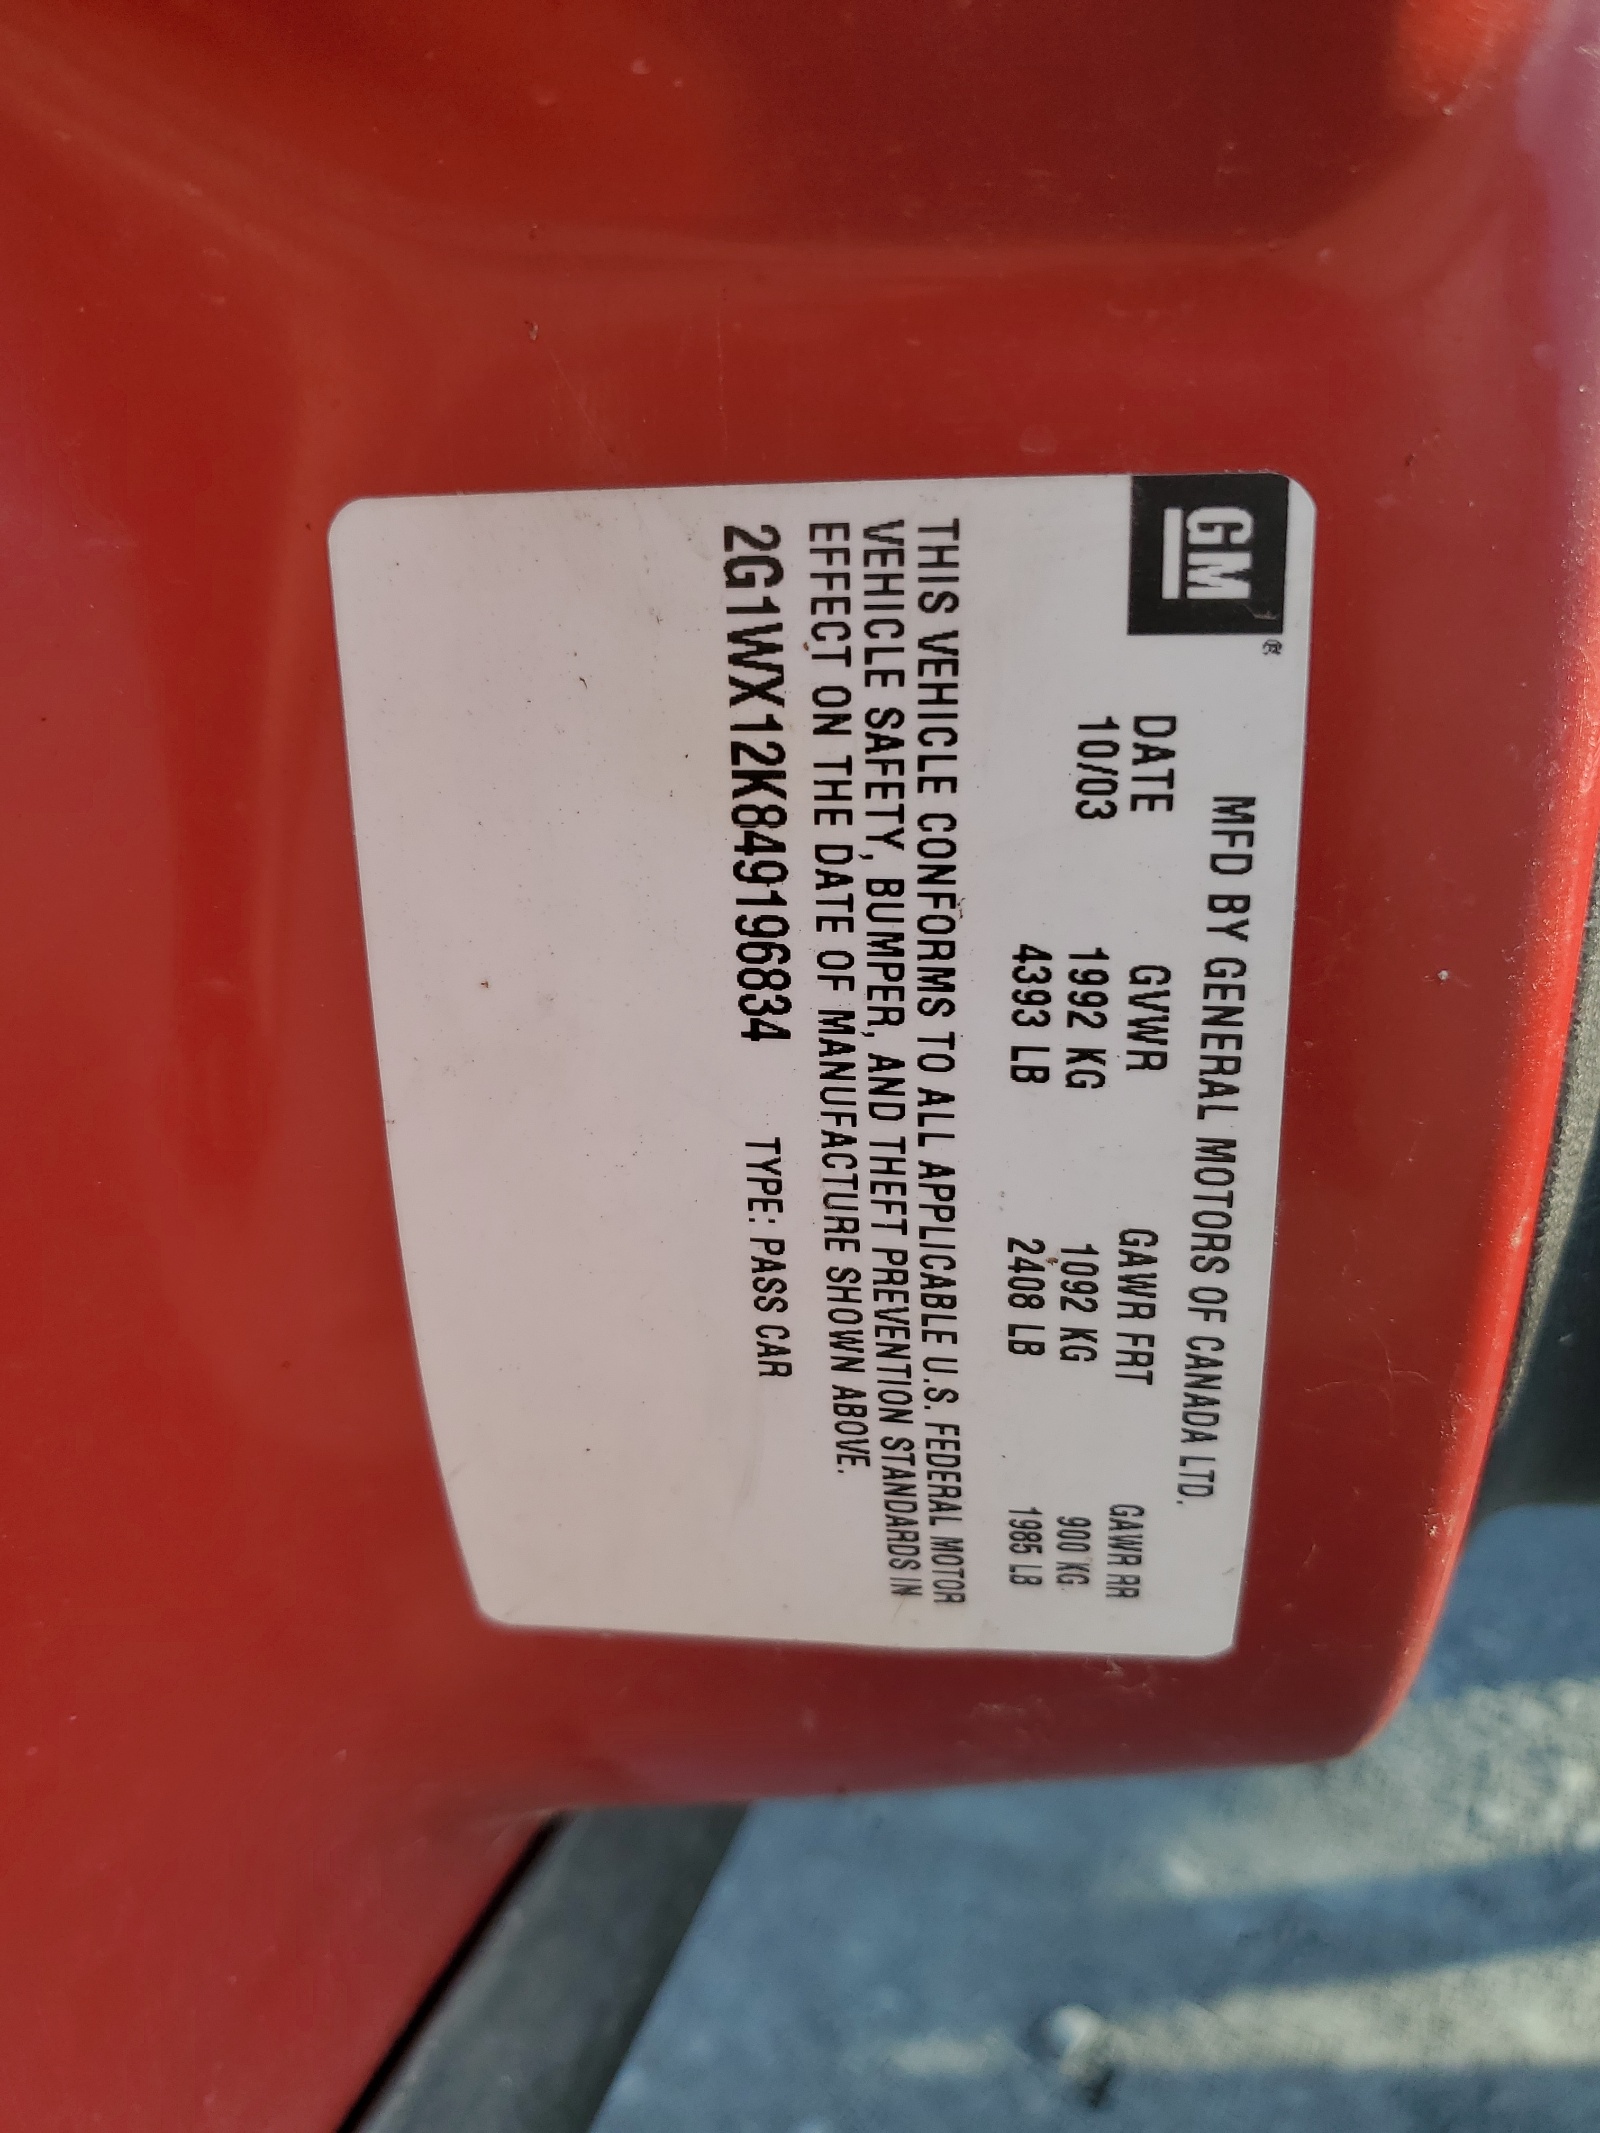 GM®
MFD BY GENERAL MOTORS OF CANADA LTD.
DATE GVWR GAWR FRT GAWR RR
10/03 1992 KG 1092 KG 900 KG
4393 LB 2408 LB 1985 LB
THIS VEHICLE CONFORMS TO ALL APPLICABLE U.S. FEDERAL MOTOR
VEHICLE SAFETY, BUMPER, AND THEFT PREVENTION STANDARDS IN
EFFECT ON THE DATE OF MANUFACTURE SHOWN ABOVE.
2G1WX12K849196834 TYPE: PASS CAR